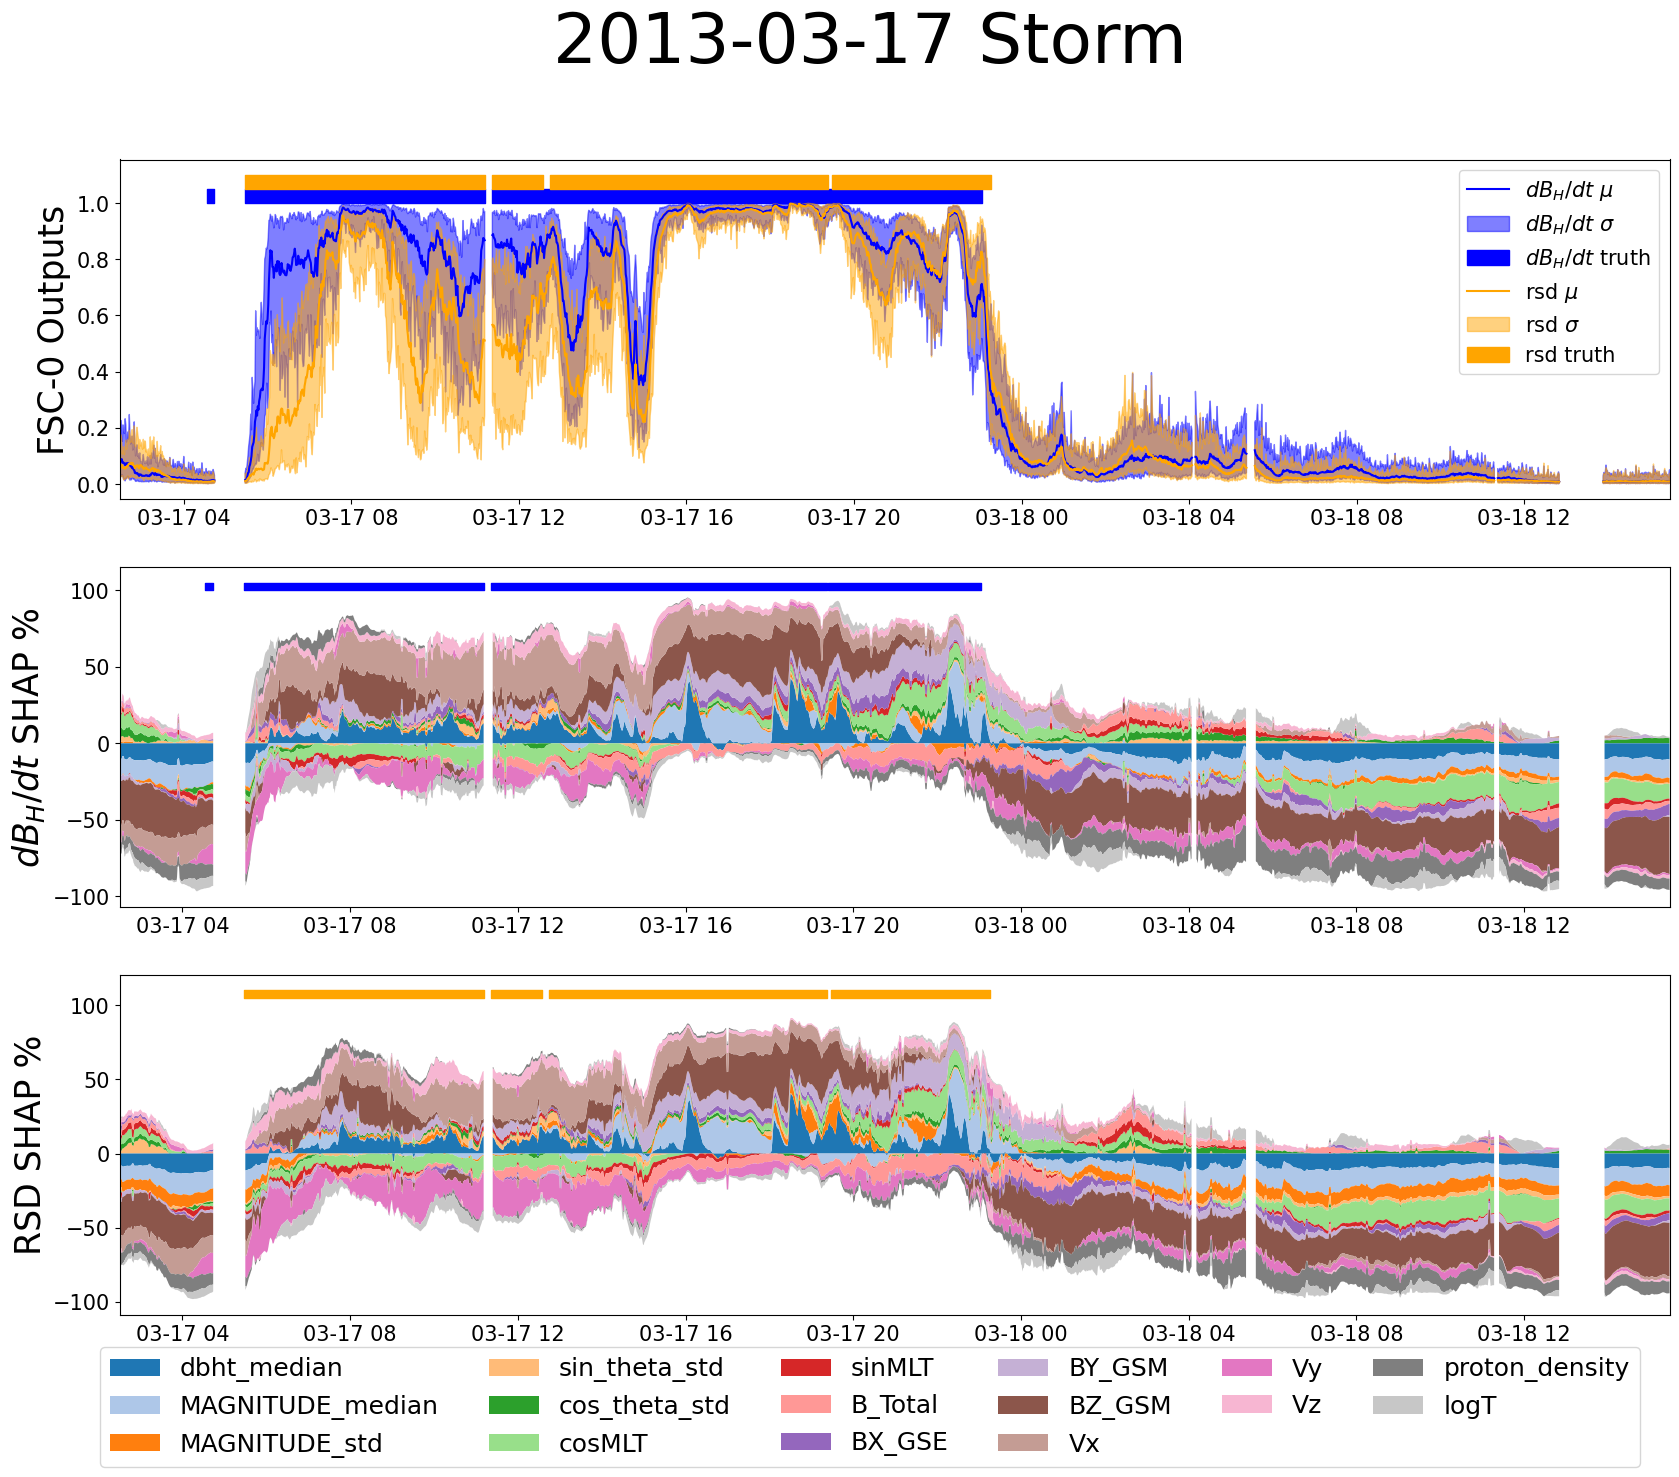 2013-03-17 Storm
FSC-0 Outputs
1.0
0.8
0.6
0.4
0.2
0.0
dB_H/dt μ
dB_H/dt σ
dB_H/dt truth
rsd μ
rsd σ
rsd truth
03-17 04 03-17 08 03-17 12 03-17 16 03-17 20 03-18 00 03-18 04 03-18 08 03-18 12
dB_H/dt SHAP %
100
50
0
−50
−100
03-17 04 03-17 08 03-17 12 03-17 16 03-17 20 03-18 00 03-18 04 03-18 08 03-18 12
RSD SHAP %
100
50
0
−50
−100
03-17 04 03-17 08 03-17 12 03-17 16 03-17 20 03-18 00 03-18 04 03-18 08 03-18 12
dbht_median sin_theta_std sinMLT BY_GSM Vy proton_density
MAGNITUDE_median cos_theta_std B_Total BZ_GSM Vz logT
MAGNITUDE_std cosMLT BX_GSE Vx